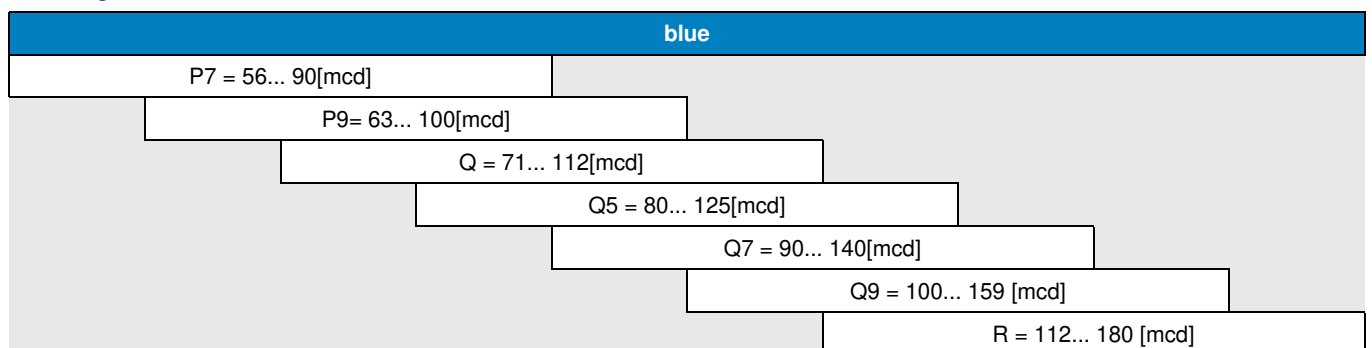 blue
P7 = 56... 90[mcd]
P9= 63... 100[mcd]
Q = 71... 112[mcd]
Q5 = 80... 125[mcd]
Q7 = 90... 140[mcd]
Q9 = 100... 159 [mcd]
R = 112... 180 [mcd]